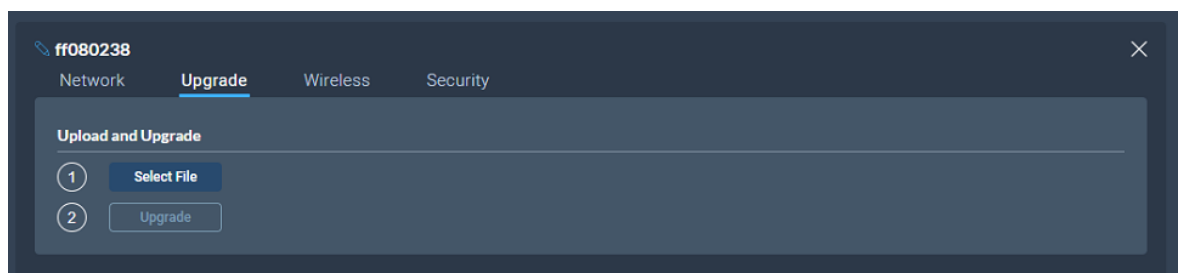 ff080238
Network Upgrade Wireless Security
Upload and Upgrade
1 Select File
2 Upgrade